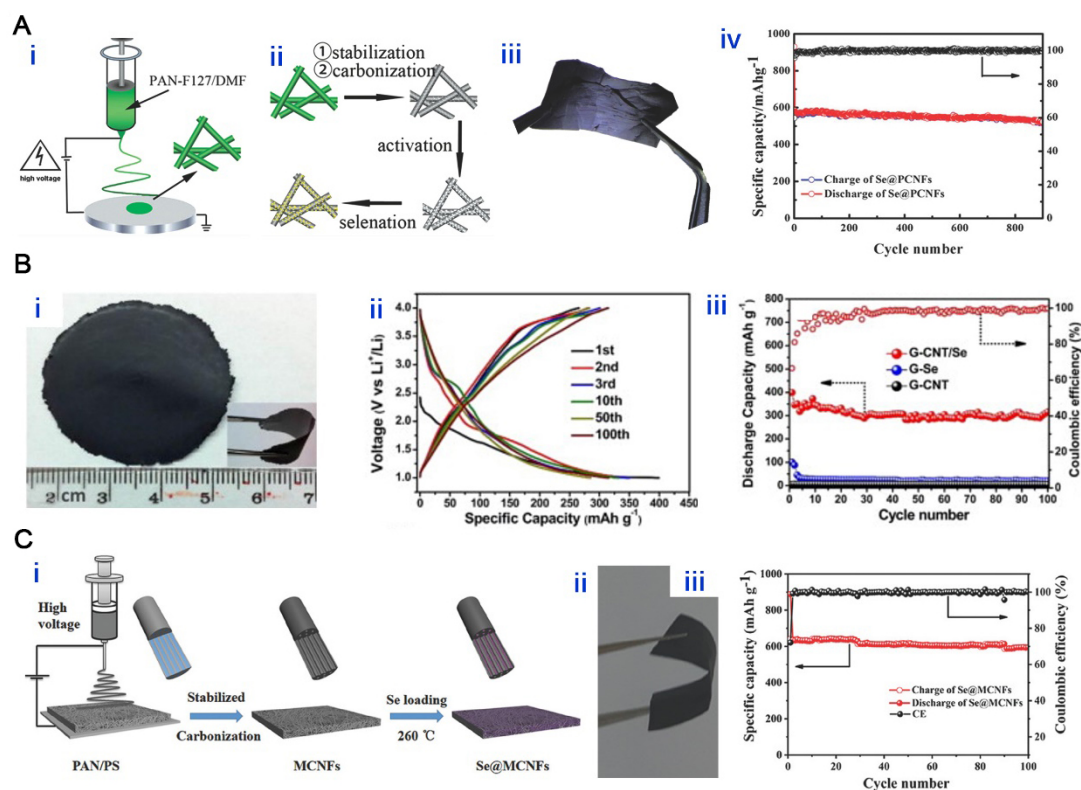 A
i
PAN-F127/DMF
high voltage
ii
①stabilization
②carbonization
activation
selenation
iii
iv
Specific capacity/mAhg⁻¹
1000
900
800
600
400
200
0
100
80
60
40
20
0
Charge of Se@PCNFs
Discharge of Se@PCNFs
0 200 400 600 800
Cycle number
B
i
2 cm 3 4 5 6 7
ii
Voltage (V vs Li⁺/Li)
4.0
3.5
3.0
2.5
2.0
1.5
1.0
1st
2nd
3rd
10th
50th
100th
0 50 100 150 200 250 300 350 400 450
Specific Capacity (mAh g⁻¹)
iii
Discharge Capacity (mAh g⁻¹)
800
750
700
600
500
400
300
200
100
0
G-CNT/Se
G-Se
G-CNT
100
80
60
40
20
0
Coulombic efficiency (%)
0 10 20 30 40 50 60 70 80 90 100
Cycle number
C
i
High
voltage
Stabilized
Carbonization
Se loading
260 ℃
PAN/PS
MCNFs
Se@MCNFs
ii
iii
Specific capacity (mAh g⁻¹)
1000
800
600
400
200
0
Charge of Se@MCNFs
Discharge of Se@MCNFs
CE
100
90
80
70
60
50
40
30
20
10
Coulombic efficiency (%)
0 20 40 60 80 100
Cycle number